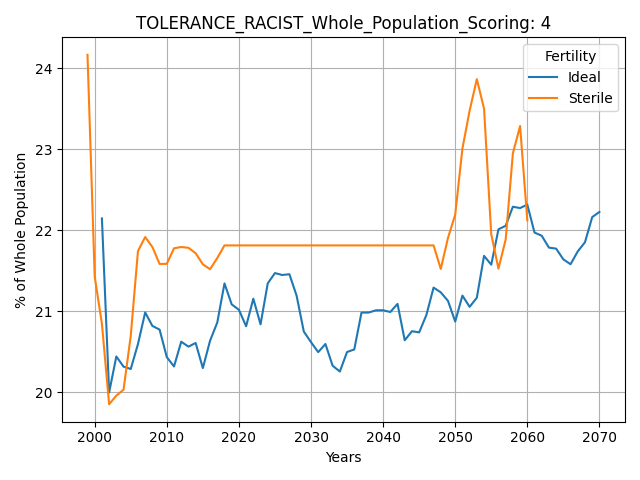 TOLERANCE_RACIST_Whole_Population_Scoring: 4
Fertility
Ideal
Sterile
24
23
22
21
20
% of Whole Population
2000 2010 2020 2030 2040 2050 2060 2070
Years